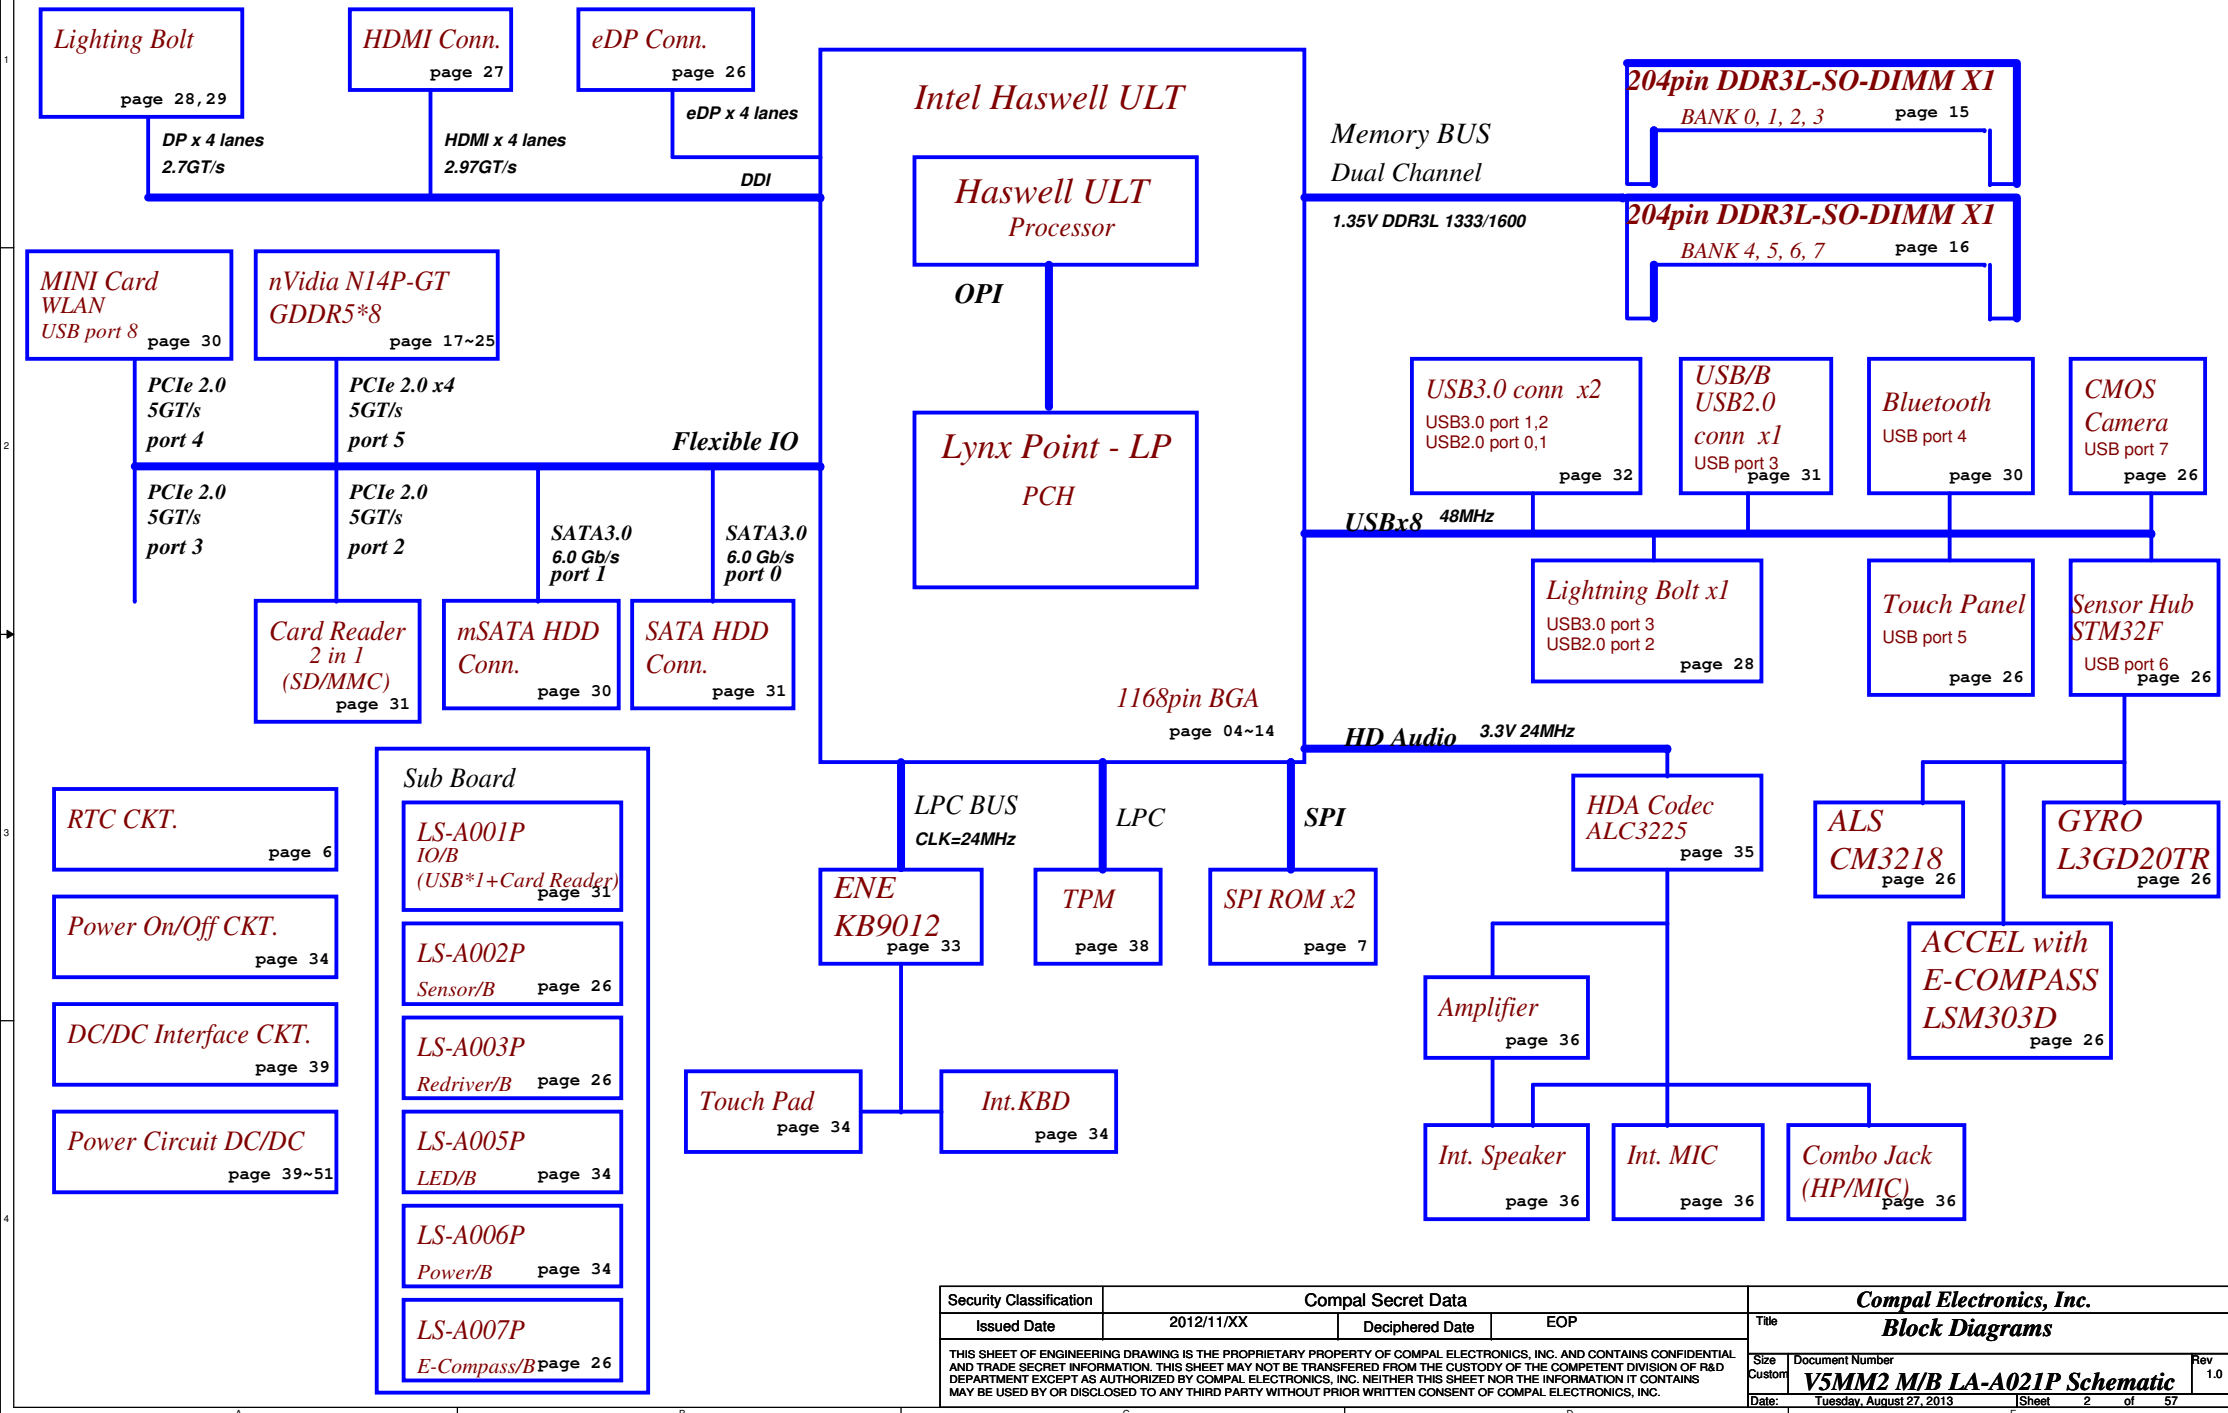 Lighting Bolt
page 28,29
HDMI Conn.
page 27
eDP Conn.
page 26
DP x 4 lanes
2.7GT/s
HDMI x 4 lanes
2.97GT/s
eDP x 4 lanes
DDI
Intel Haswell ULT
Haswell ULT
Processor
OPI
Lynx Point - LP
PCH
1168pin BGA
page 04~14
Memory BUS
Dual Channel
1.35V DDR3L 1333/1600
204pin DDR3L-SO-DIMM X1
BANK 0, 1, 2, 3
page 15
204pin DDR3L-SO-DIMM X1
BANK 4, 5, 6, 7
page 16
MINI Card
WLAN
USB port 8
page 30
nVidia N14P-GT
GDDR5*8
page 17~25
PCIe 2.0
5GT/s
port 4
PCIe 2.0 x4
5GT/s
port 5
Flexible IO
PCIe 2.0
5GT/s
port 3
PCIe 2.0
5GT/s
port 2
SATA3.0
6.0 Gb/s
port 1
SATA3.0
6.0 Gb/s
port 0
Card Reader
2 in 1
(SD/MMC)
page 31
mSATA HDD
Conn.
page 30
SATA HDD
Conn.
page 31
USB3.0 conn x2
USB3.0 port 1,2
USB2.0 port 0,1
page 32
USB/B
USB2.0
conn x1
USB port 3
page 31
Bluetooth
USB port 4
page 30
CMOS
Camera
USB port 7
page 26
USBx8
48MHz
Lightning Bolt x1
USB3.0 port 3
USB2.0 port 2
page 28
Touch Panel
USB port 5
page 26
Sensor Hub
STM32F
USB port 6
page 26
HD Audio
3.3V 24MHz
HDA Codec
ALC3225
page 35
ALS
CM3218
page 26
GYRO
L3GD20TR
page 26
ACCEL with
E-COMPASS
LSM303D
page 26
Amplifier
page 36
Int. Speaker
page 36
Int. MIC
page 36
Combo Jack
(HP/MIC)
page 36
LPC BUS
CLK=24MHz
LPC
SPI
ENE
KB9012
page 33
TPM
page 38
SPI ROM x2
page 7
Touch Pad
page 34
Int.KBD
page 34
RTC CKT.
page 6
Power On/Off CKT.
page 34
DC/DC Interface CKT.
page 39
Power Circuit DC/DC
page 39~51
Sub Board
LS-A001P
IO/B
(USB*1+Card Reader)
page 31
LS-A002P
Sensor/B
page 26
LS-A003P
Redriver/B
page 26
LS-A005P
LED/B
page 34
LS-A006P
Power/B
page 34
LS-A007P
E-Compass/B
page 26
Security Classification
Compal Secret Data
Issued Date
2012/11/XX
Deciphered Date
EOP
THIS SHEET OF ENGINEERING DRAWING IS THE PROPRIETARY PROPERTY OF COMPAL ELECTRONICS, INC. AND CONTAINS CONFIDENTIAL
AND TRADE SECRET INFORMATION. THIS SHEET MAY NOT BE TRANSFERED FROM THE CUSTODY OF THE COMPETENT DIVISION OF R&D
DEPARTMENT EXCEPT AS AUTHORIZED BY COMPAL ELECTRONICS, INC. NEITHER THIS SHEET NOR THE INFORMATION IT CONTAINS
MAY BE USED BY OR DISCLOSED TO ANY THIRD PARTY WITHOUT PRIOR WRITTEN CONSENT OF COMPAL ELECTRONICS, INC.
Compal Electronics, Inc.
Title
Block Diagrams
Size
Custom
Document Number
V5MM2 M/B LA-A021P Schematic
Rev
1.0
Date:
Tuesday, August 27, 2013
Sheet 2 of 57
1
2
3
4